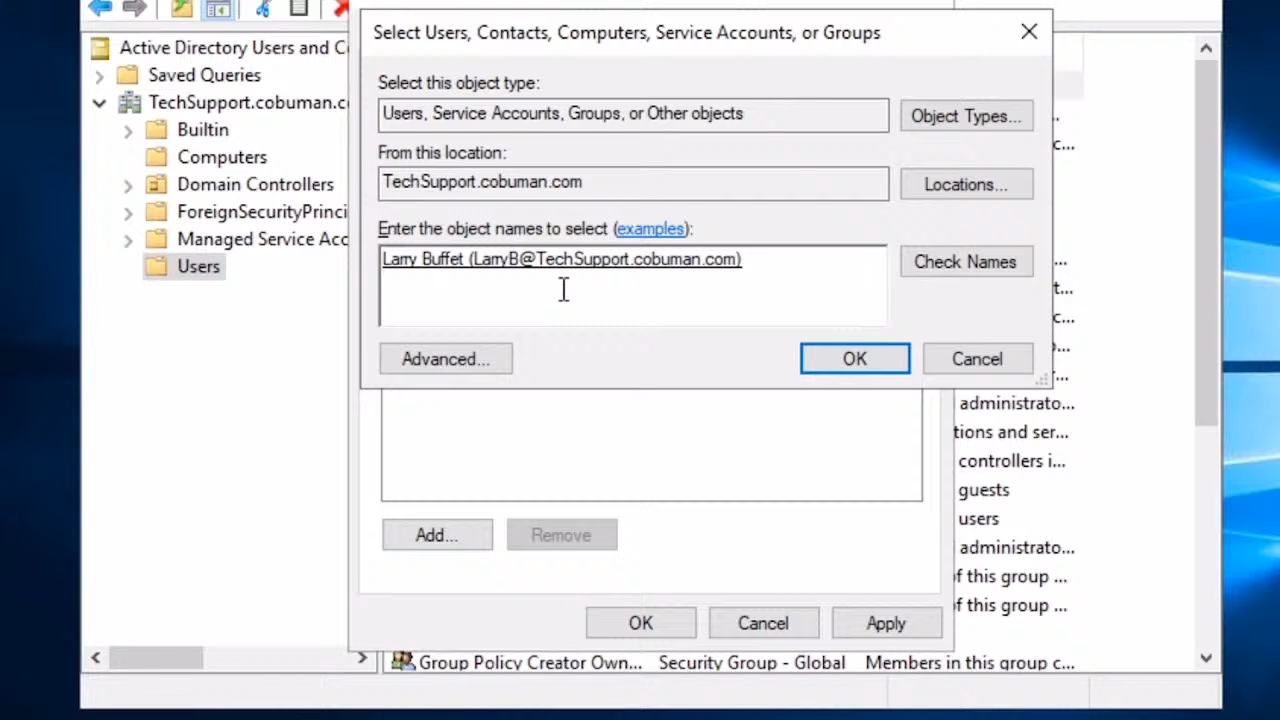 Select Users, Contacts, Computers, Service Accounts, or Groups
Active Directory Users and C
Saved Queries
TechSupport.cobuman.c
Builtin
Computers
Domain Controllers
ForeignSecurityPrinci
Managed Service Acc
Users
Select this object type:
Users, Service Accounts, Groups, or Other objects
Object Types...
From this location:
TechSupport.cobuman.com
Locations...
Enter the object names to select (examples):
Larry Buffet (LarryB@TechSupport.cobuman.com)
Check Names
Advanced...
OK
Cancel
Add...
Remove
OK
Cancel
Apply
...
c...
...
t...
c...
...
...
administrato...
tions and ser...
controllers i...
guests
users
administrato...
f this group ...
f this group ...
Group Policy Creator Own... Security Group - Global Members in this group c...